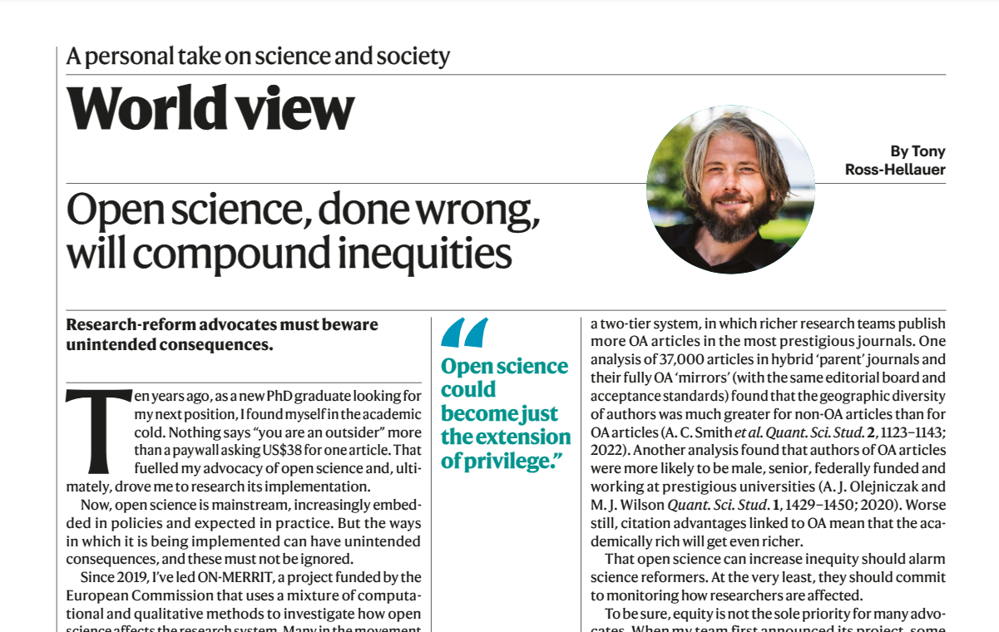 A personal take on science and society
World view
By Tony
Ross-Hellauer
Open science, done wrong,
will compound inequities
Research-reform advocates must beware
unintended consequences.
Ten years ago, as a new PhD graduate looking for
my next position, I found myself in the academic
cold. Nothing says “you are an outsider” more
than a paywall asking US$38 for one article. That
fuelled my advocacy of open science and, ulti-
mately, drove me to research its implementation.
Now, open science is mainstream, increasingly embed-
ded in policies and expected in practice. But the ways
in which it is being implemented can have unintended
consequences, and these must not be ignored.
Since 2019, I’ve led ON-MERRIT, a project funded by the
European Commission that uses a mixture of computa-
tional and qualitative methods to investigate how open
science affects the research system. Many in the movement
“
Open science
could
become just
the extension
of privilege.”
a two-tier system, in which richer research teams publish
more OA articles in the most prestigious journals. One
analysis of 37,000 articles in hybrid ‘parent’ journals and
their fully OA ‘mirrors’ (with the same editorial board and
acceptance standards) found that the geographic diversity
of authors was much greater for non-OA articles than for
OA articles (A. C. Smith et al. Quant. Sci. Stud. 2, 1123–1143;
2022). Another analysis found that authors of OA articles
were more likely to be male, senior, federally funded and
working at prestigious universities (A. J. Olejniczak and
M. J. Wilson Quant. Sci. Stud. 1, 1429–1450; 2020). Worse
still, citation advantages linked to OA mean that the aca-
demically rich will get even richer.
That open science can increase inequity should alarm
science reformers. At the very least, they should commit
to monitoring how researchers are affected.
To be sure, equity is not the sole priority for many advo-
cates. When my team first announced its project, some